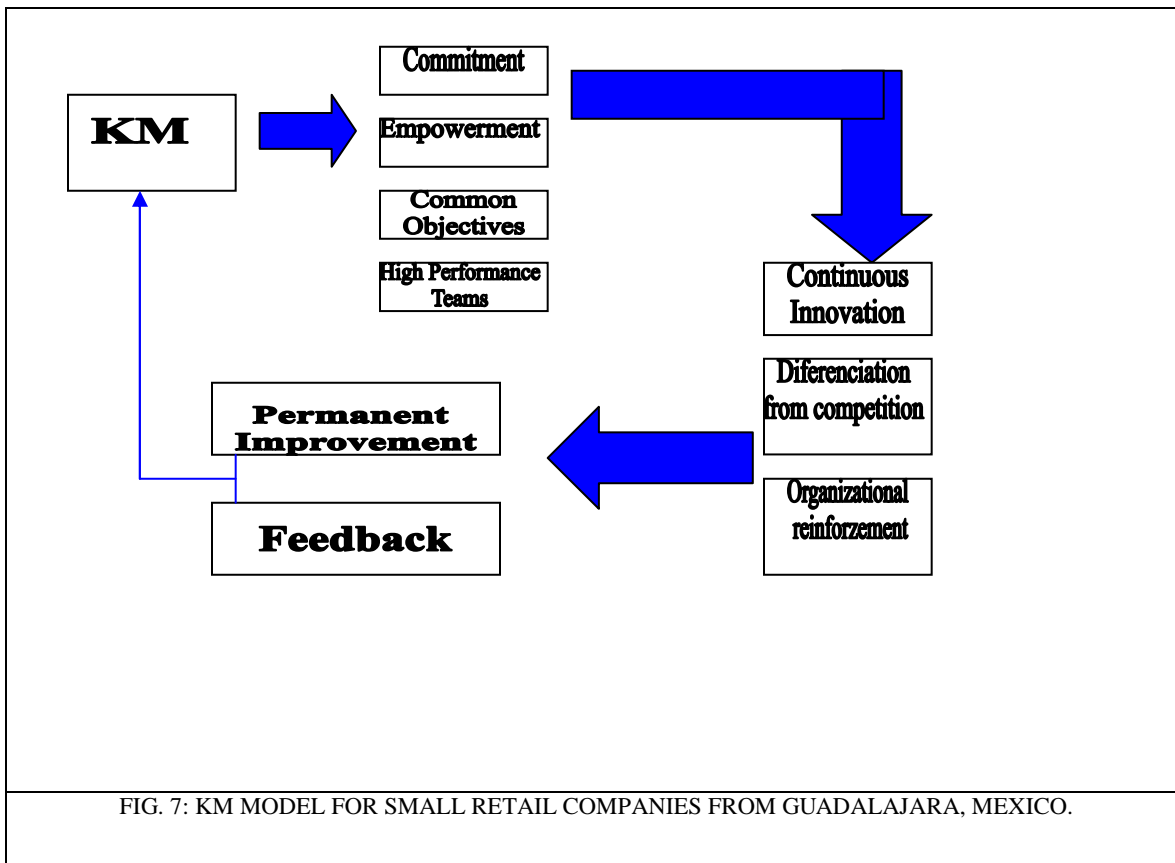 KM
Commitment
Empowerment
Common
Objectives
High Performance
Teams
Continuous
Innovation
Diferenciation
from competition
Organizational
reinforzement
Permanent
Improvement
Feedback
FIG. 7: KM MODEL FOR SMALL RETAIL COMPANIES FROM GUADALAJARA, MEXICO.